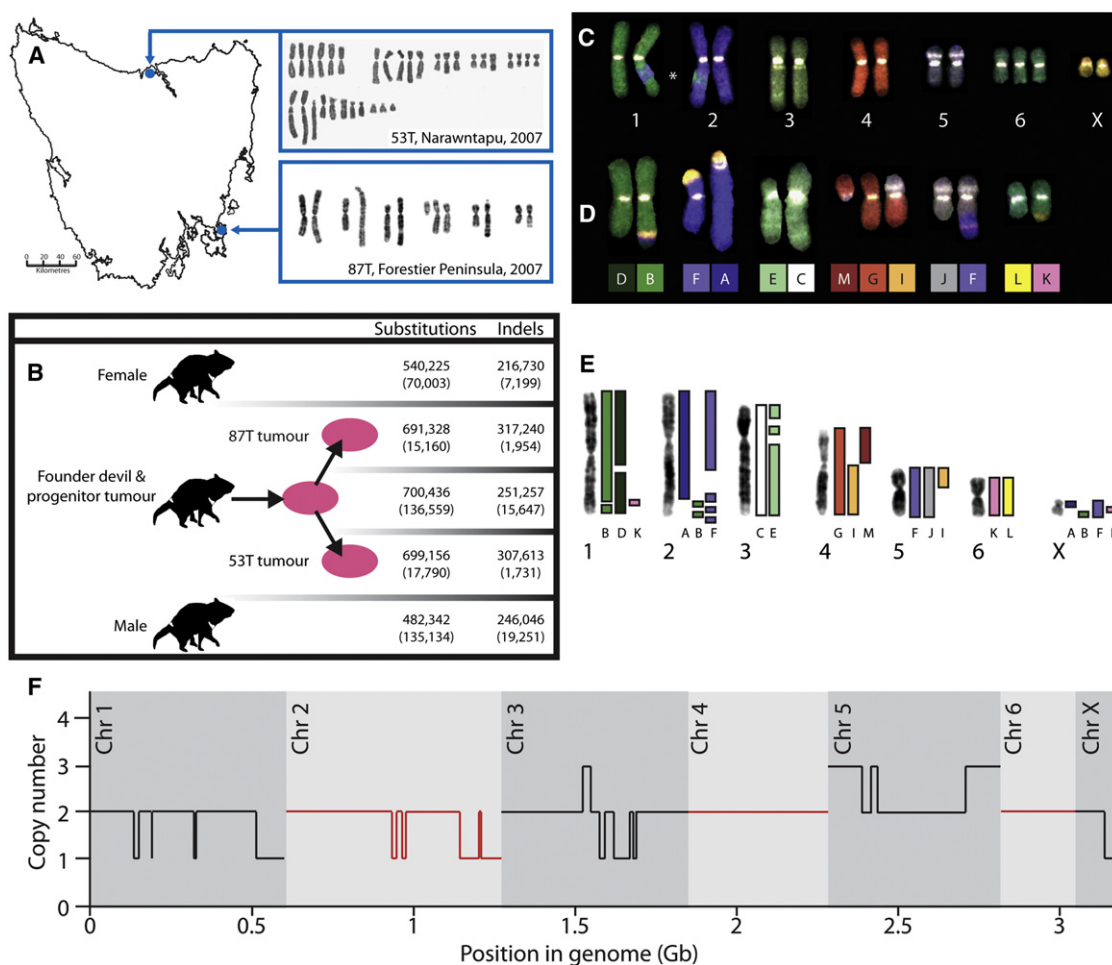 A
53T, Narawntapu, 2007
87T, Forestier Peninsula, 2007
0 20 40 60
Kilometres
B
Substitutions Indels
Female 540,225 216,730
(70,003) (7,199)
87T tumour 691,328 317,240
(15,160) (1,954)
Founder devil &
progenitor tumour 700,436 251,257
(136,559) (15,647)
53T tumour 699,156 307,613
(17,790) (1,731)
Male 482,342 246,046
(135,134) (19,251)
C
*
1 2 3 4 5 6 X
D
D B F A E C M G I J F L K
E
B D K A B F C E G I M F J I K L A B F
1 2 3 4 5 6 X
F
Chr 1 Chr 2 Chr 3 Chr 4 Chr 5 Chr 6 Chr X
Copy number
4
3
2
1
0
0 0.5 1 1.5 2 2.5 3
Position in genome (Gb)